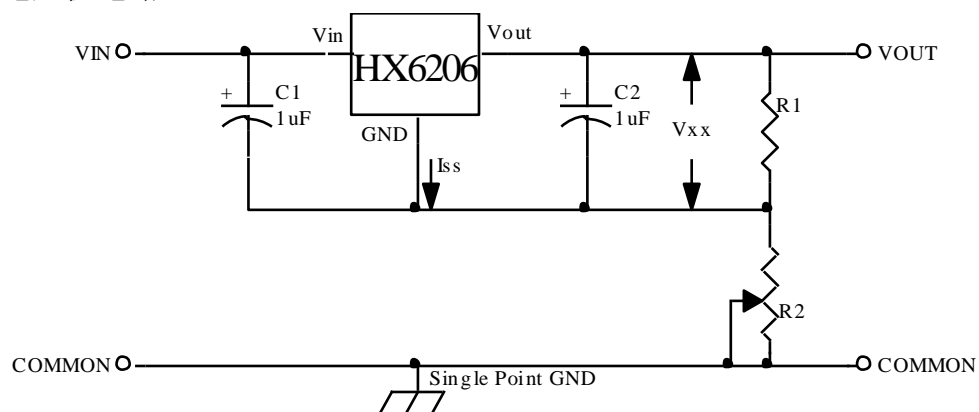 Vin
Vout
VIN
HX6206
VOUT
+
C1
1uF
+
C2
1uF
R1
GND
Vxx
Iss
R2
COMMON
Single Point GND
COMMON